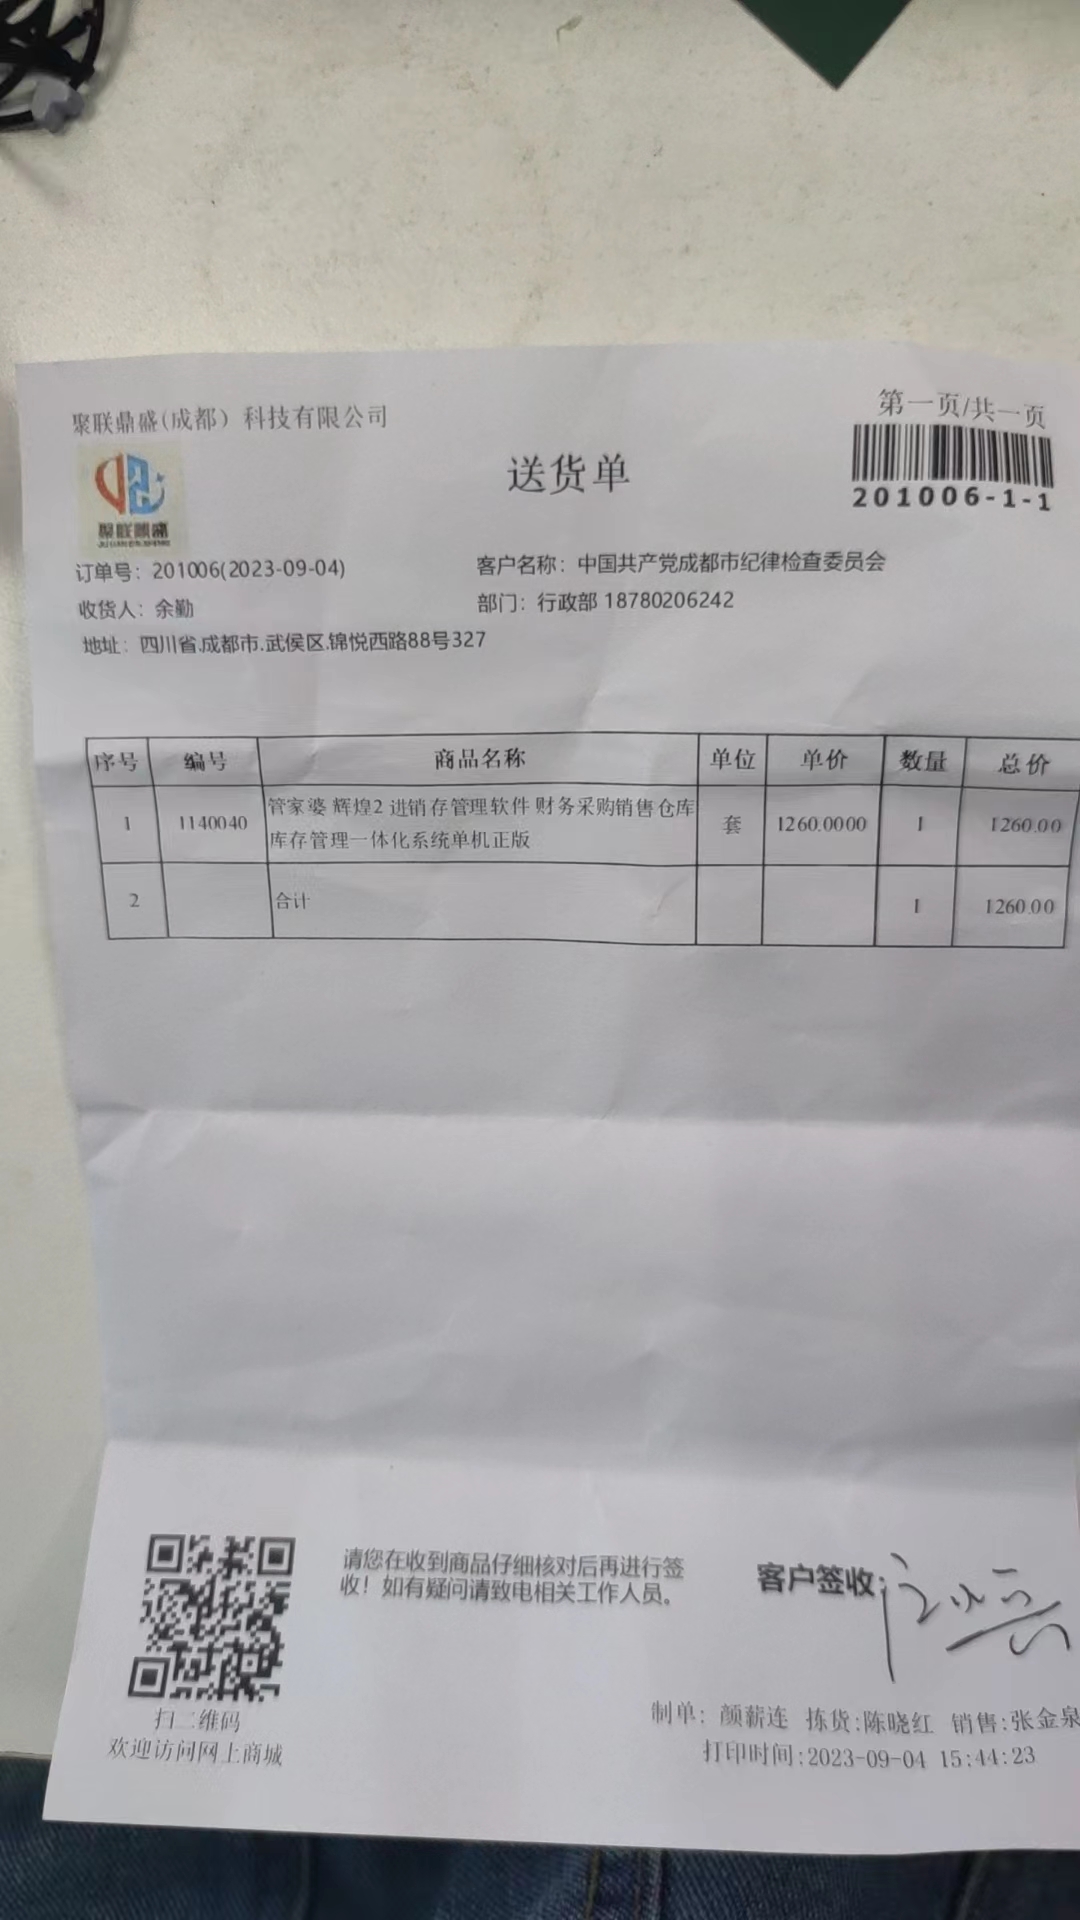 聚联鼎盛(成都）科技有限公司
第一页/共一页
送货单
201006-1-1
聚联鼎盛
订单号：201006(2023-09-04)
客户名称：中国共产党成都市纪律检查委员会
收货人：余勤
部门：行政部 18780206242
地址：四川省.成都市.武侯区.锦悦西路88号327
序号 编号 商品名称 单位 单价 数量 总价
1 1140040 管家婆 辉煌2 进销存管理软件 财务采购销售仓库 套 1260.0000 1 1260.00
库存管理一体化系统单机正版
2 合计 1 1260.00
请您在收到商品仔细核对后再进行签
收！如有疑问请致电相关工作人员。
客户签收:
扫二维码
欢迎访问网上商城
制单：颜薪连 拣货:陈晓红 销售:张金泉
打印时间:2023-09-04 15:44:23